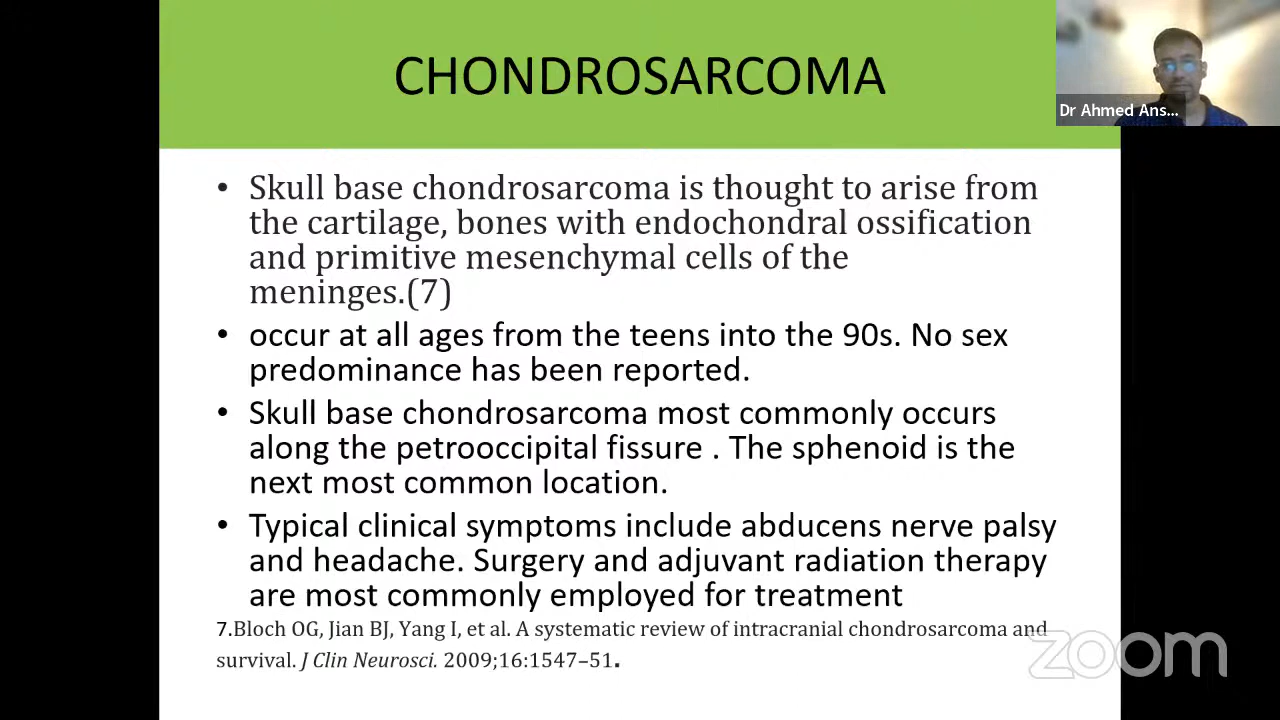 CHONDROSARCOMA
Dr Ahmed Ans...
• Skull base chondrosarcoma is thought to arise from
the cartilage, bones with endochondral ossification
and primitive mesenchymal cells of the
meninges.(7)
• occur at all ages from the teens into the 90s. No sex
predominance has been reported.
• Skull base chondrosarcoma most commonly occurs
along the petrooccipital fissure . The sphenoid is the
next most common location.
• Typical clinical symptoms include abducens nerve palsy
and headache. Surgery and adjuvant radiation therapy
are most commonly employed for treatment
7.Bloch OG, Jian BJ, Yang I, et al. A systematic review of intracranial chondrosarcoma and
survival. J Clin Neurosci. 2009;16:1547–51.
zoom